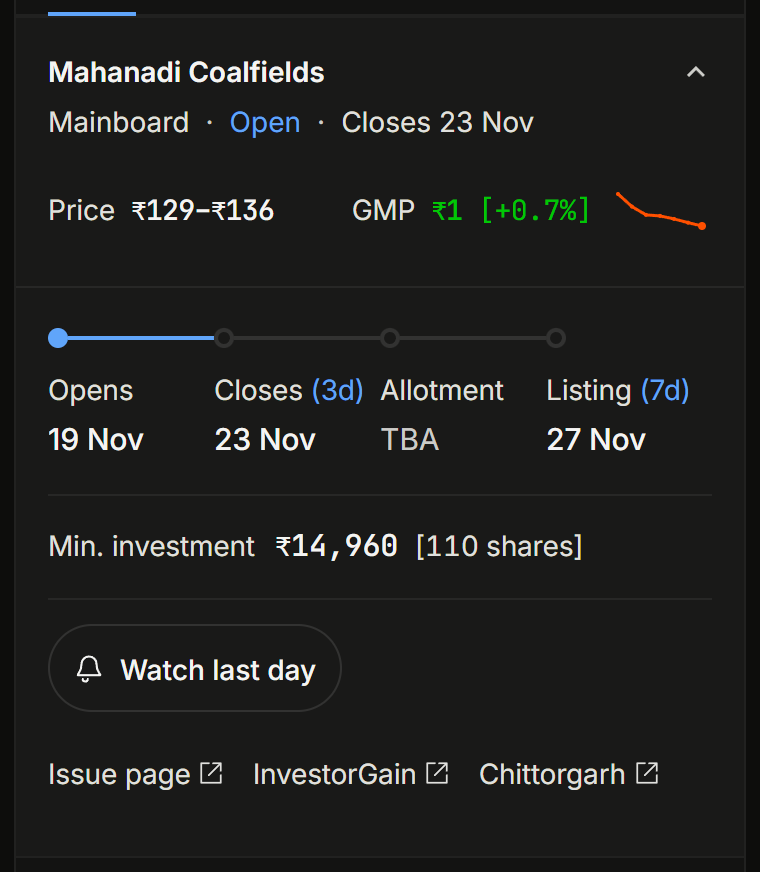 Mahanadi Coalfields
Mainboard · Open · Closes 23 Nov
Price ₹129–₹136 GMP ₹1 [+0.7%]
Opens Closes (3d) Allotment Listing (7d)
19 Nov 23 Nov TBA 27 Nov
Min. investment ₹14,960 [110 shares]
Watch last day
Issue page InvestorGain Chittorgarh